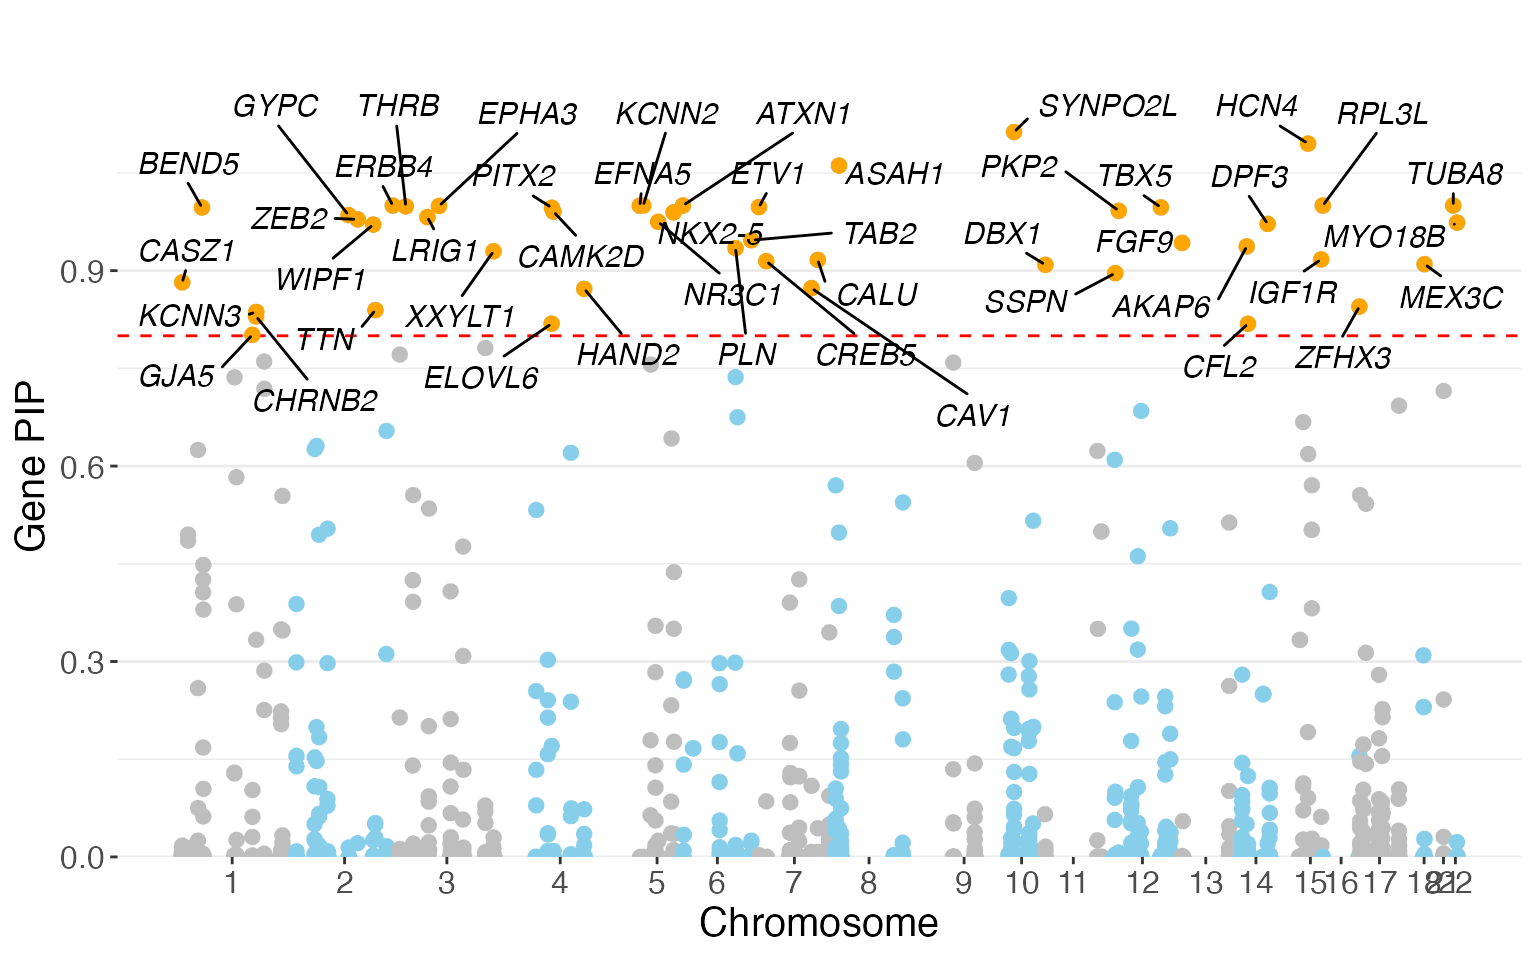 GYPC THRB EPHA3 KCNN2 ATXN1 SYNPO2L HCN4 RPL3L
BEND5 ERBB4 PITX2 EFNA5 ETV1 ASAH1 PKP2 TBX5 DPF3 TUBA8
ZEB2 NKX2-5 TAB2 DBX1 FGF9 MYO18B
CASZ1 WIPF1 LRIG1 CAMK2D NR3C1 CALU SSPN AKAP6 IGF1R MEX3C
KCNN3 TTN XXYLT1 HAND2 PLN CREB5 CFL2 ZFHX3
GJA5 CHRNB2 ELOVL6 CAV1
Gene PIP
0.9
0.6
0.3
0.0
1 2 3 4 5 6 7 8 9 10 11 12 13 14 15 16 17 18 21 22
Chromosome